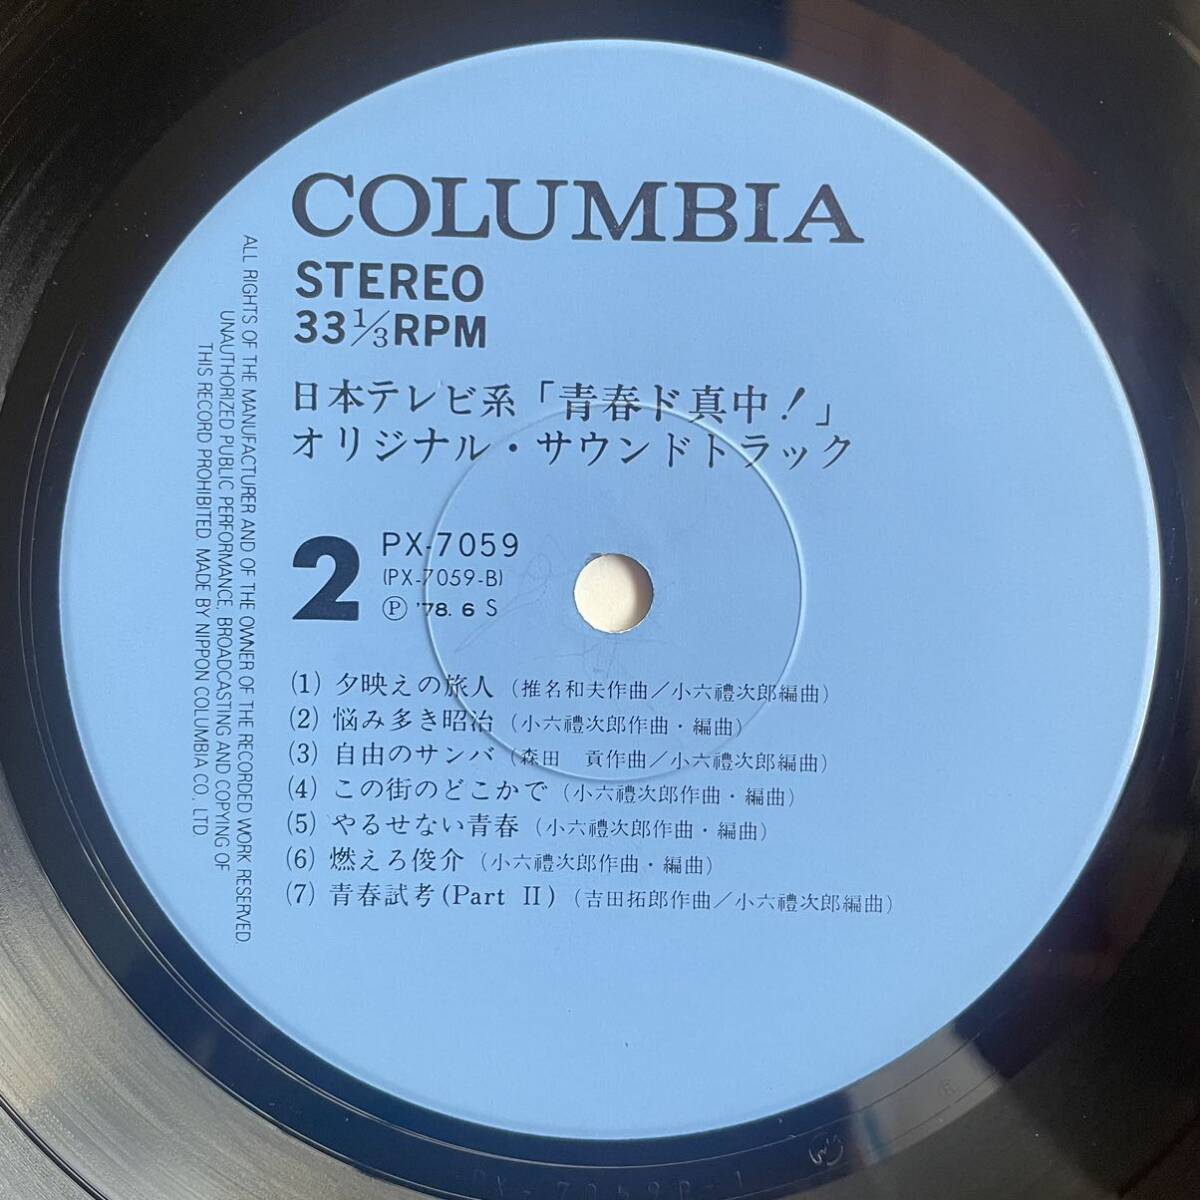 COLUMBIA
STEREO
33 1/3 RPM
日本テレビ系「青春ド真中!」
オリジナル・サウンドトラック
2
PX-7059
(PX-7059-B)
Ⓟ '78. 6 S
(1) 夕映えの旅人 (推名和夫作曲/小六禮次郎編曲)
(2) 悩み多き昭治 (小六禮次郎作曲・編曲)
(3) 自由のサンバ (森田 貢作曲/小六禮次郎編曲)
(4) この街のどこかで (小六禮次郎作曲・編曲)
(5) やるせない青春 (小六禮次郎作曲・編曲)
(6) 燃えろ俊介 (小六禮次郎作曲・編曲)
(7) 青春試考(Part II) (吉田拓郎作曲/小六禮次郎編曲)
ALL RIGHTS OF THE MANUFACTURER AND OF THE OWNER OF THE RECORDED WORK RESERVED.
UNAUTHORIZED PUBLIC PERFORMANCE, BROADCASTING AND COPYING OF
THIS RECORD PROHIBITED. MADE BY NIPPON COLUMBIA CO., LTD.